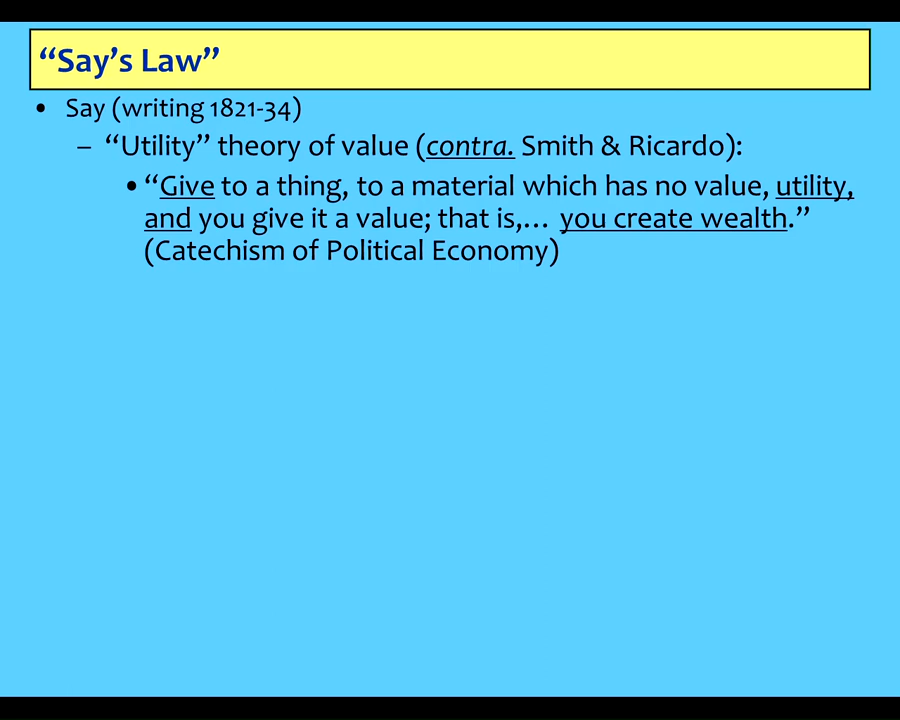 “Say’s Law”
• Say (writing 1821-34)
– “Utility” theory of value (contra. Smith & Ricardo):
• “Give to a thing, to a material which has no value, utility,
and you give it a value; that is,… you create wealth.”
(Catechism of Political Economy)